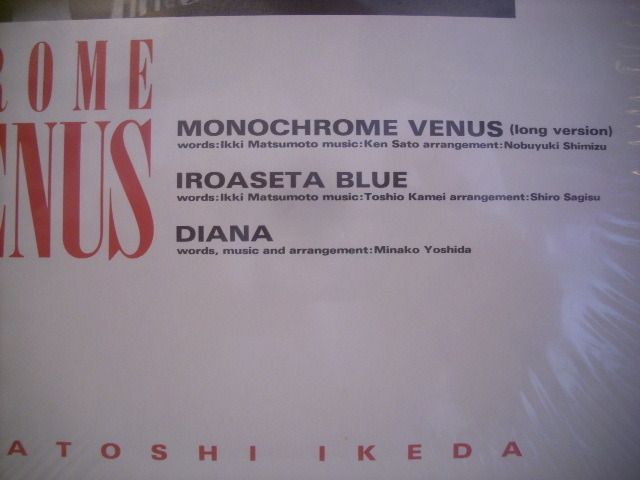 ROME
ENUS
MONOCHROME VENUS (long version)
words:Ikki Matsumoto music:Ken Sato arrangement:Nobuyuki Shimizu
IROASETA BLUE
words:Ikki Matsumoto music:Toshio Kamei arrangement:Shiro Sagisu
DIANA
words, music and arrangement:Minako Yoshida
ATOSHI IKEDA